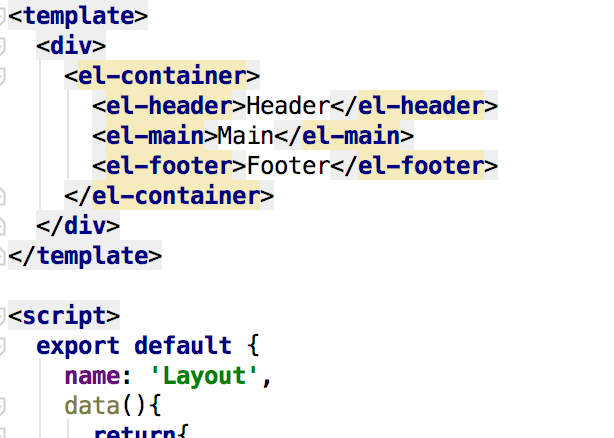 <template>
<div>
<el-container>
<el-header>Header</el-header>
<el-main>Main</el-main>
<el-footer>Footer</el-footer>
</el-container>
</div>
</template>
<script>
export default {
name: 'Layout',
data(){
return{